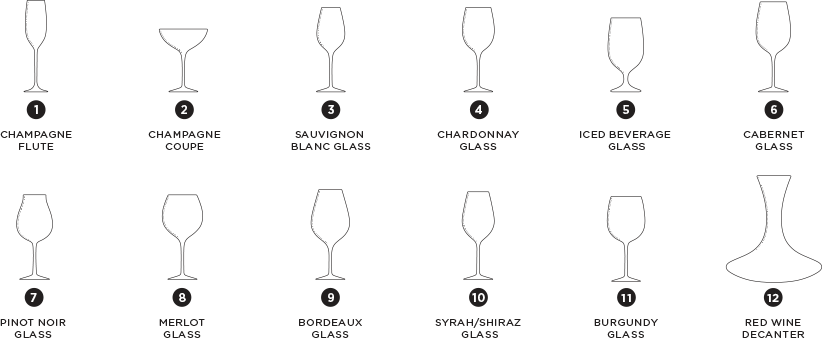 1
CHAMPAGNE
FLUTE
2
CHAMPAGNE
COUPE
3
SAUVIGNON
BLANC GLASS
4
CHARDONNAY
GLASS
5
ICED BEVERAGE
GLASS
6
CABERNET
GLASS
7
PINOT NOIR
GLASS
8
MERLOT
GLASS
9
BORDEAUX
GLASS
10
SYRAH/SHIRAZ
GLASS
11
BURGUNDY
GLASS
12
RED WINE
DECANTER